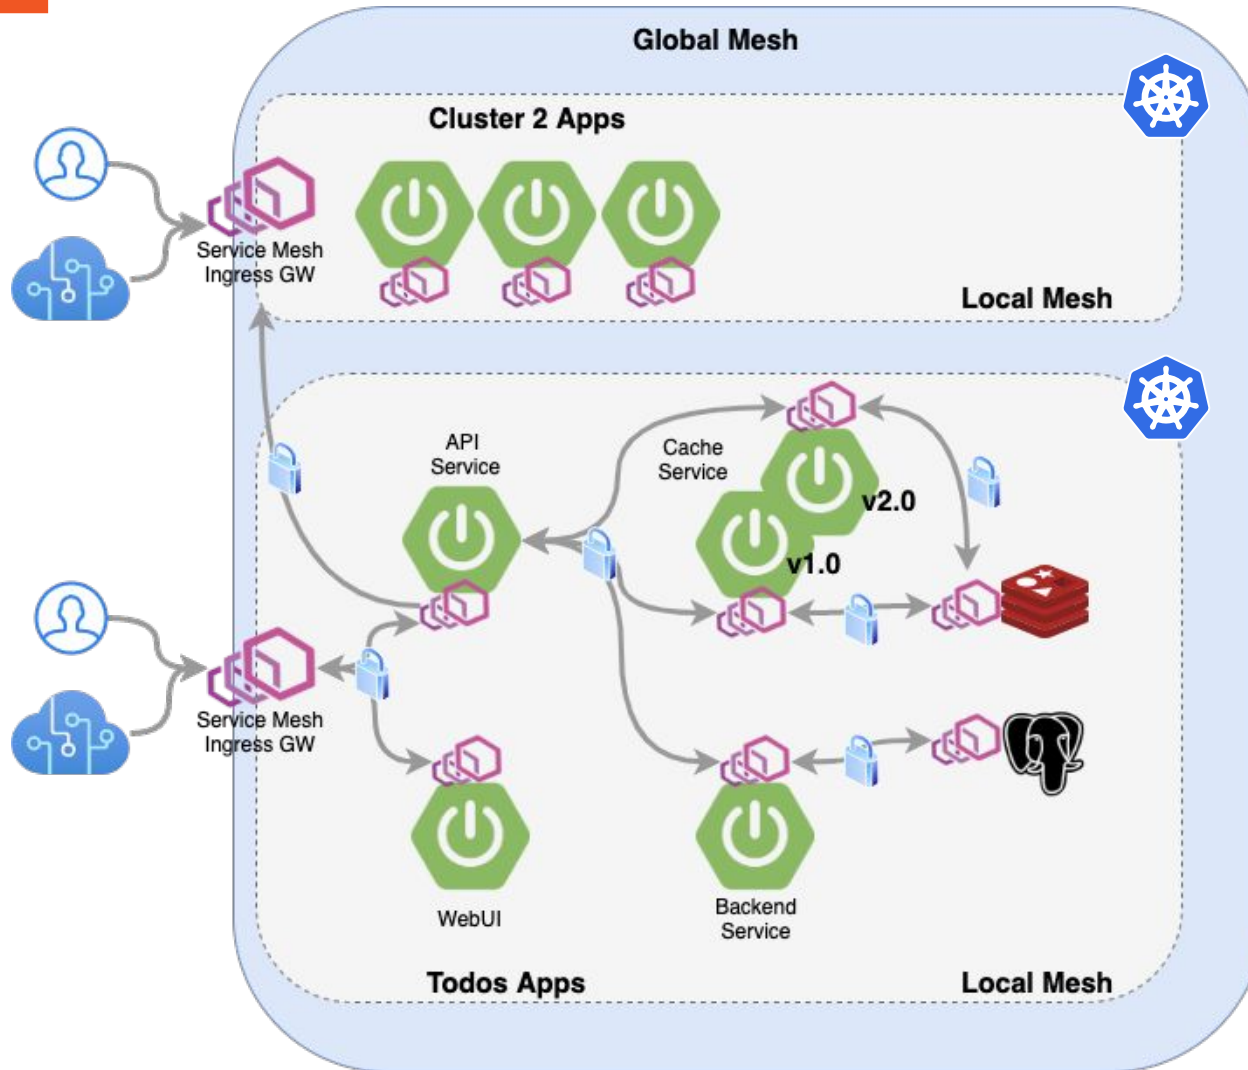 Global Mesh
Cluster 2 Apps
Service Mesh
Ingress GW
Local Mesh
API
Service
Cache
Service
v2.0
v1.0
Service Mesh
Ingress GW
WebUI
Backend
Service
Todos Apps
Local Mesh